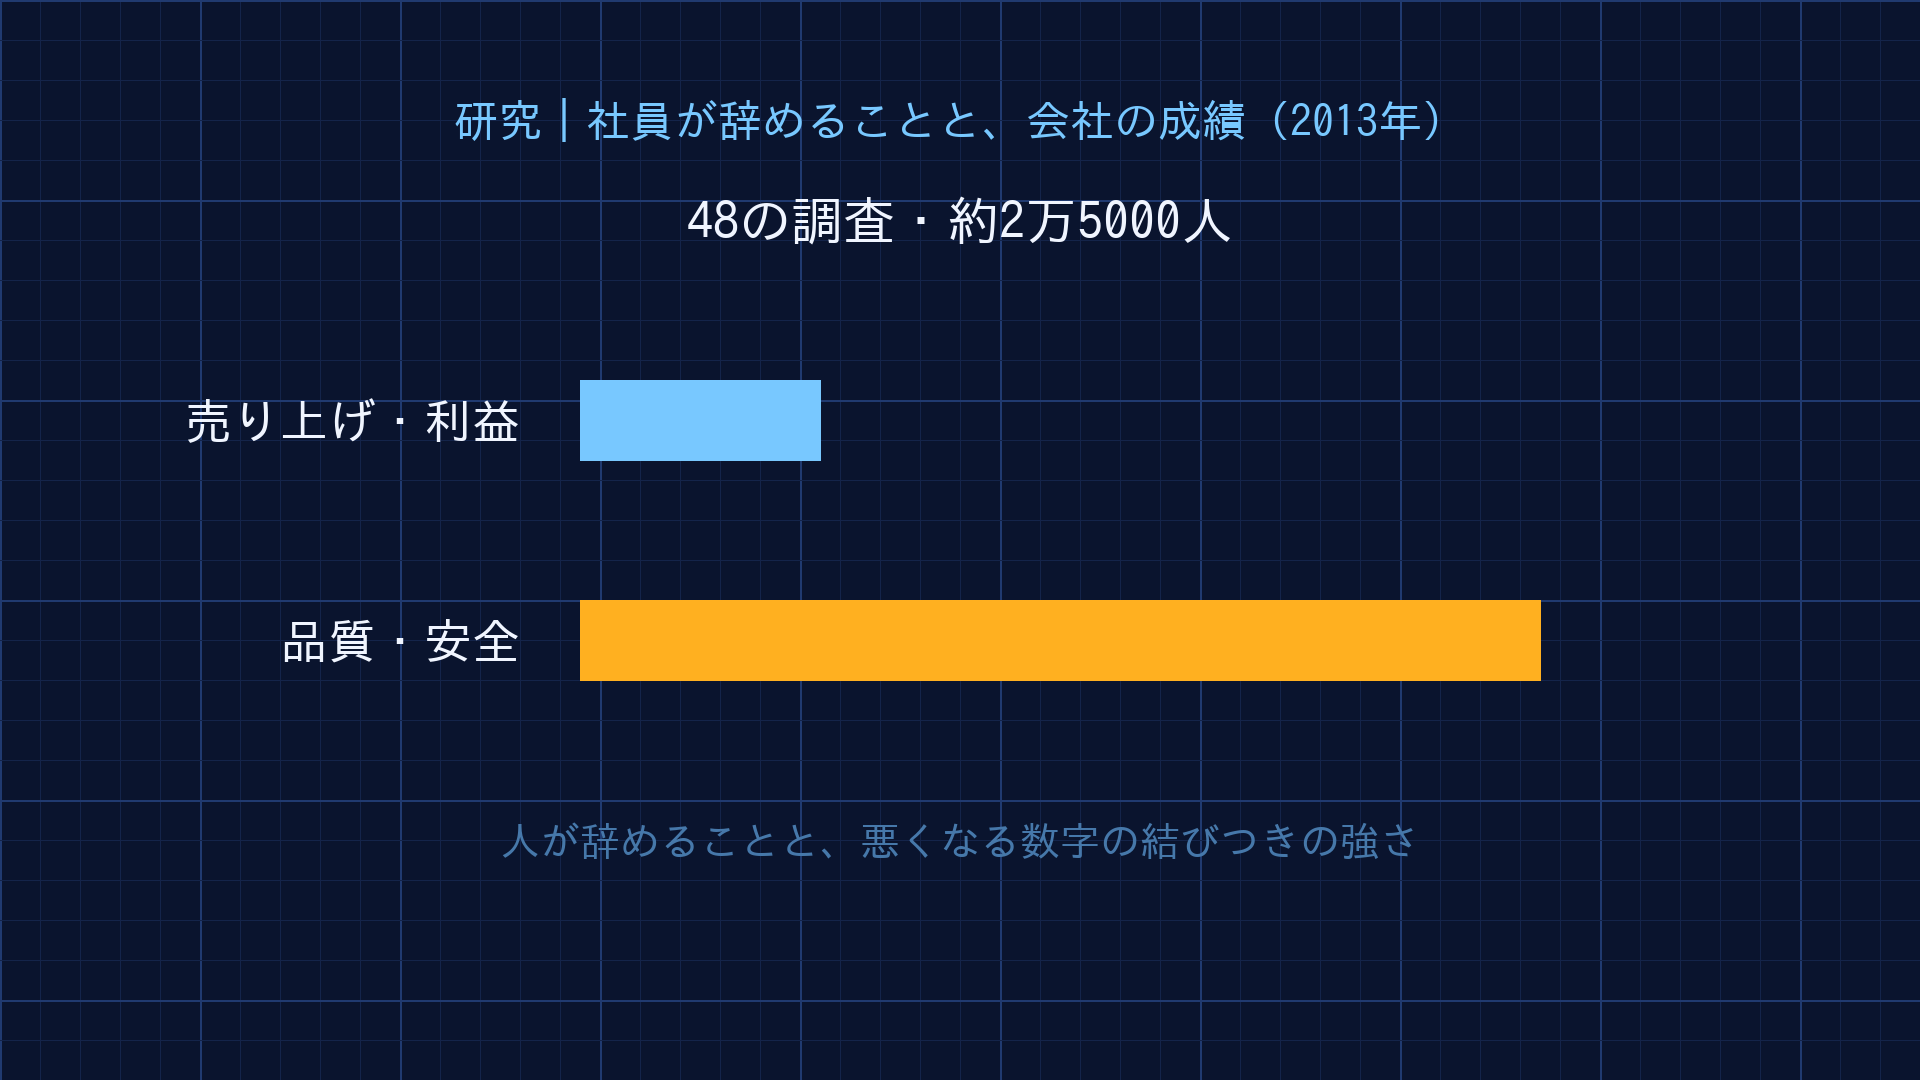 研究｜社員が辞めることと、会社の成績（2013年）
48の調査・約2万5000人
売り上げ・利益
品質・安全
人が辞めることと、悪くなる数字の結びつきの強さ